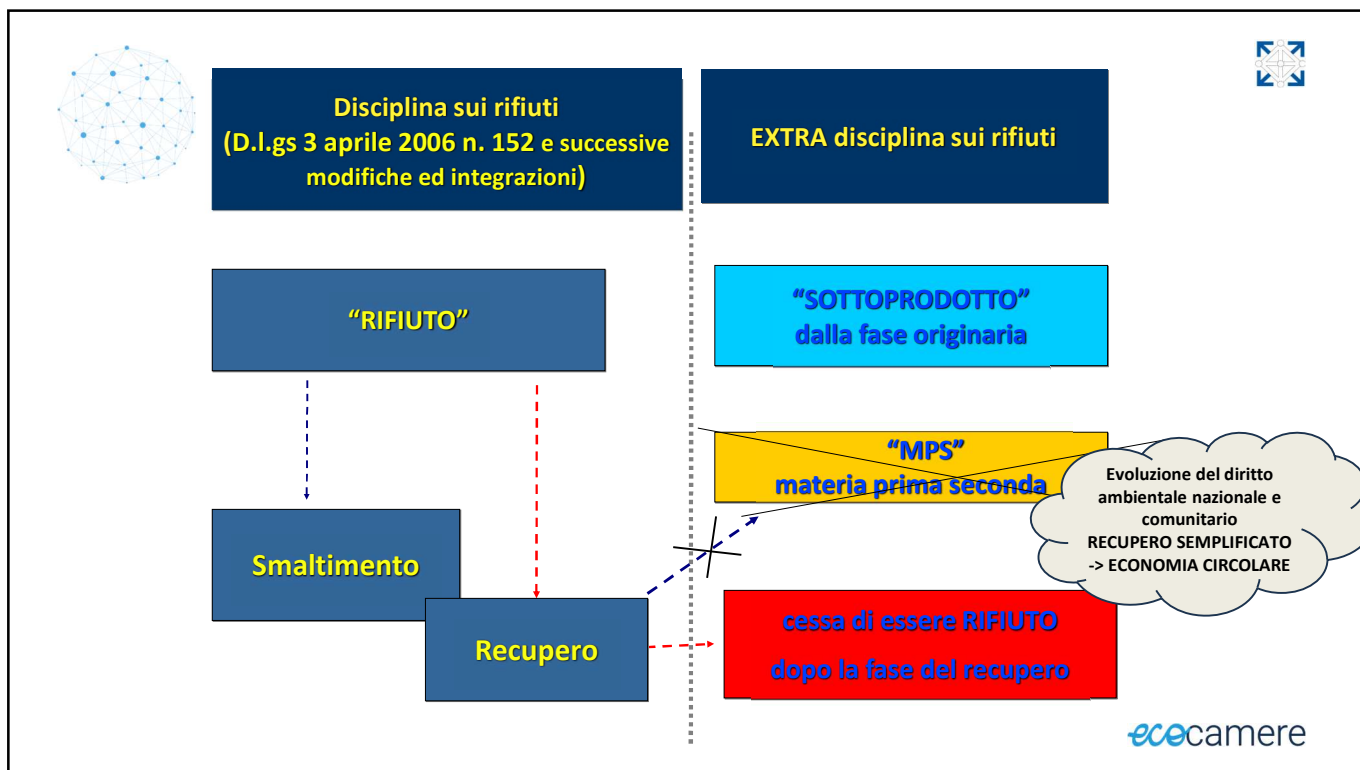 Disciplina sui rifiuti
(D.l.gs 3 aprile 2006 n. 152 e successive
modifiche ed integrazioni)
EXTRA disciplina sui rifiuti
“RIFIUTO”
“SOTTOPRODOTTO”
dalla fase originaria
“MPS”
materia prima seconda
Evoluzione del diritto
ambientale nazionale e
comunitario
RECUPERO SEMPLIFICATO
-> ECONOMIA CIRCOLARE
Smaltimento
Recupero
cessa di essere RIFIUTO
dopo la fase del recupero
ecocamere